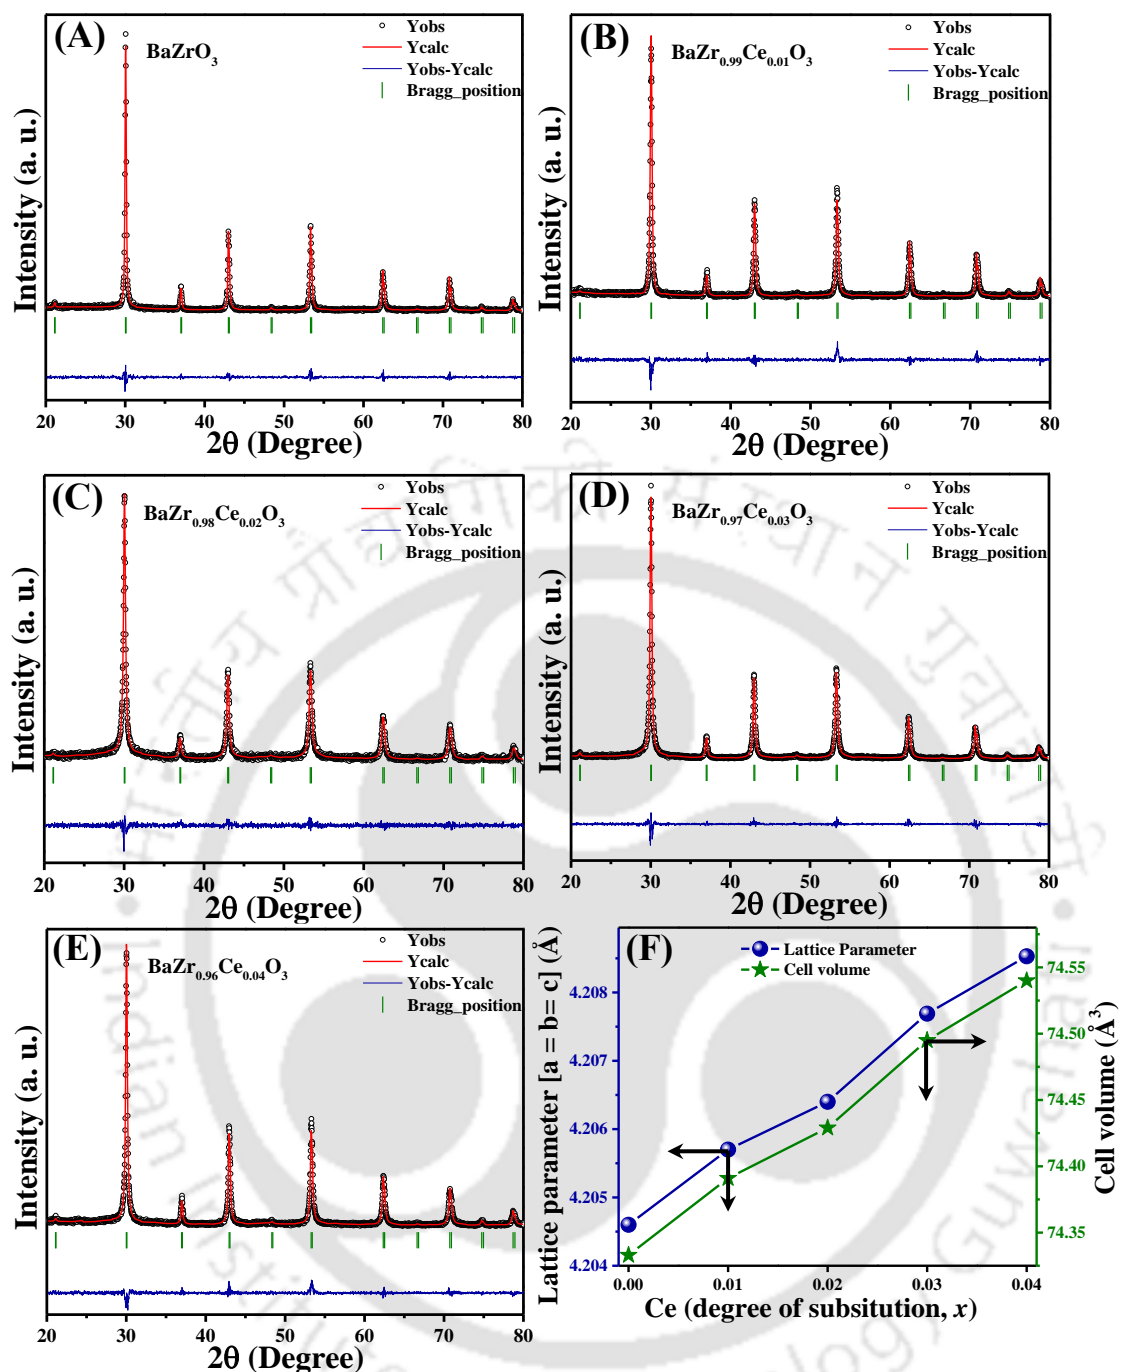 (A)
BaZrO3
Yobs
Ycalc
Yobs-Ycalc
Bragg_position
Intensity (a. u.)
20 30 40 50 60 70 80
2θ (Degree)
(B)
BaZr0.99Ce0.01O3
Yobs
Ycalc
Yobs-Ycalc
Bragg_position
Intensity (a. u.)
20 30 40 50 60 70 80
2θ (Degree)
(C)
BaZr0.98Ce0.02O3
Yobs
Ycalc
Yobs-Ycalc
Bragg_position
Intensity (a. u.)
20 30 40 50 60 70 80
2θ (Degree)
(D)
BaZr0.97Ce0.03O3
Yobs
Ycalc
Yobs-Ycalc
Bragg_position
Intensity (a. u.)
20 30 40 50 60 70 80
2θ (Degree)
(E)
BaZr0.96Ce0.04O3
Yobs
Ycalc
Yobs-Ycalc
Bragg_position
Intensity (a. u.)
20 30 40 50 60 70 80
2θ (Degree)
(F)
Lattice Parameter
Cell volume
Lattice parameter [a = b= c] (Å)
4.208
4.207
4.206
4.205
4.204
Cell volume (Å3)
74.55
74.50
74.45
74.40
74.35
0.00 0.01 0.02 0.03 0.04
Ce (degree of subsitution, x)
Indian Institute